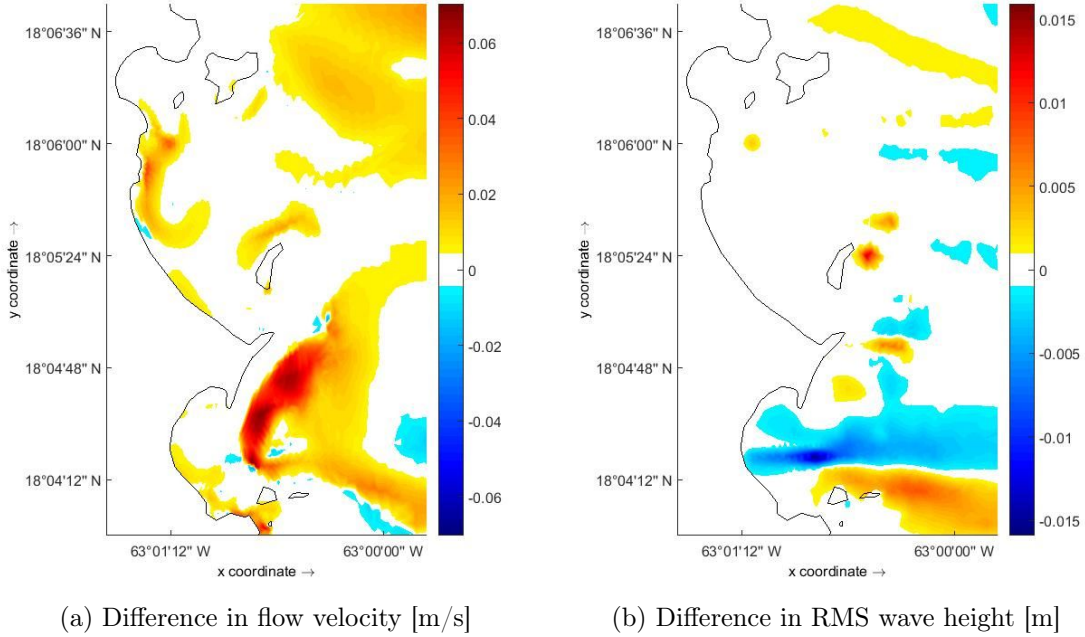 18°06'36" N
18°06'00" N
18°05'24" N
18°04'48" N
18°04'12" N
y coordinate →
63°01'12" W
63°00'00" W
x coordinate →
0.06
0.04
0.02
0
-0.02
-0.04
-0.06
(a) Difference in flow velocity [m/s]
18°06'36" N
18°06'00" N
18°05'24" N
18°04'48" N
18°04'12" N
y coordinate →
63°01'12" W
63°00'00" W
x coordinate →
0.015
0.01
0.005
0
-0.005
-0.01
-0.015
(b) Difference in RMS wave height [m]